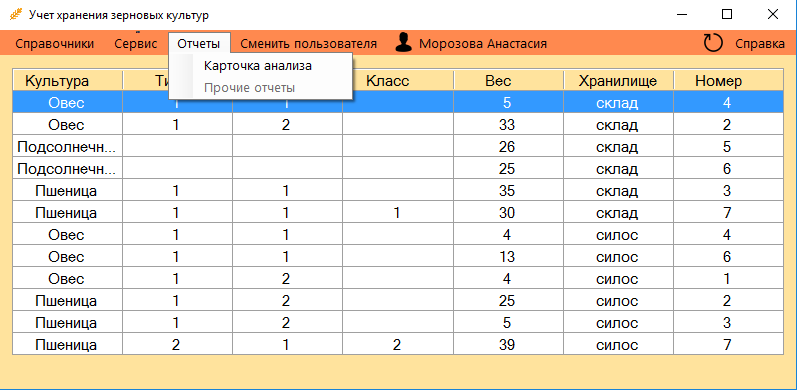 Учет хранения зерновых культур
Справочники Сервис Отчеты Сменить пользователя Морозова Анастасия Справка
Карточка анализа
Прочие отчеты
Культура Ти Класс Вес Хранилище Номер
Овес 1 1 5 склад 4
Овес 1 2 33 склад 2
Подсолнечн... 26 склад 5
Подсолнечн... 25 склад 6
Пшеница 1 1 35 склад 3
Пшеница 1 1 1 30 склад 7
Овес 1 1 4 силос 4
Овес 1 1 13 силос 6
Овес 1 2 4 силос 1
Пшеница 1 2 25 силос 2
Пшеница 1 2 5 силос 3
Пшеница 2 1 2 39 силос 7